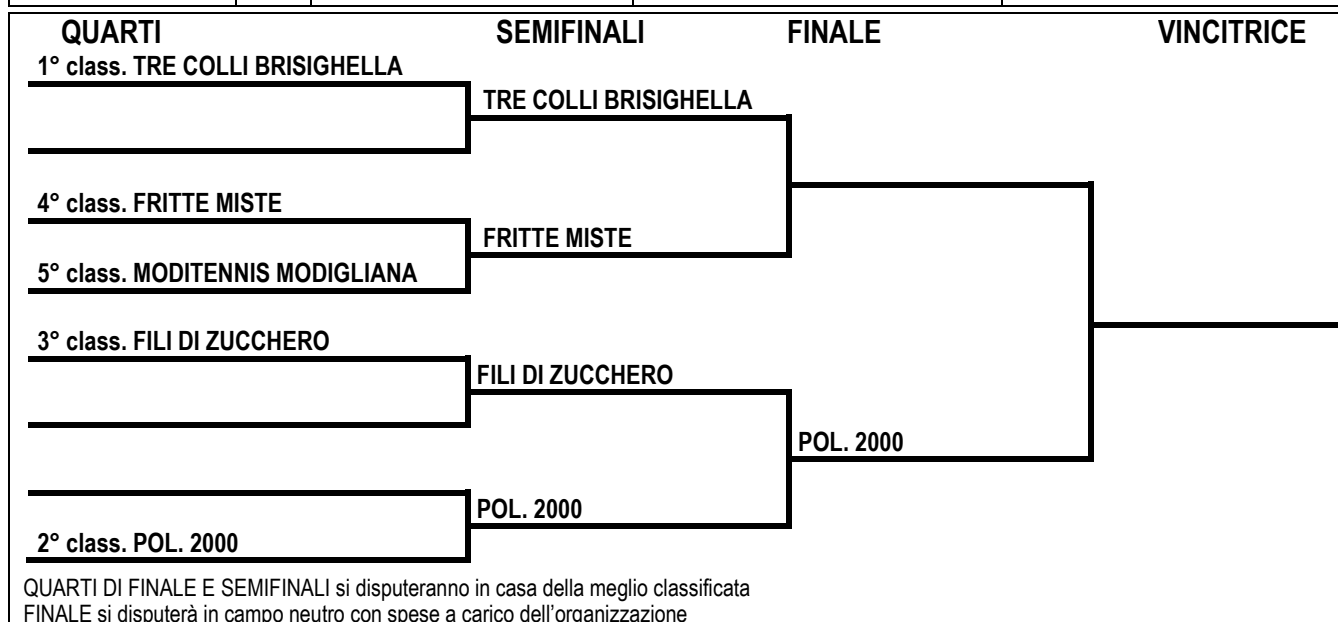 QUARTI SEMIFINALI FINALE VINCITRICE
1° class. TRE COLLI BRISIGHELLA
TRE COLLI BRISIGHELLA
4° class. FRITTE MISTE
FRITTE MISTE
5° class. MODITENNIS MODIGLIANA
3° class. FILI DI ZUCCHERO
FILI DI ZUCCHERO
POL. 2000
POL. 2000
2° class. POL. 2000
QUARTI DI FINALE E SEMIFINALI si disputeranno in casa della meglio classificata
FINALE si disputerà in campo neutro con spese a carico dell'organizzazione